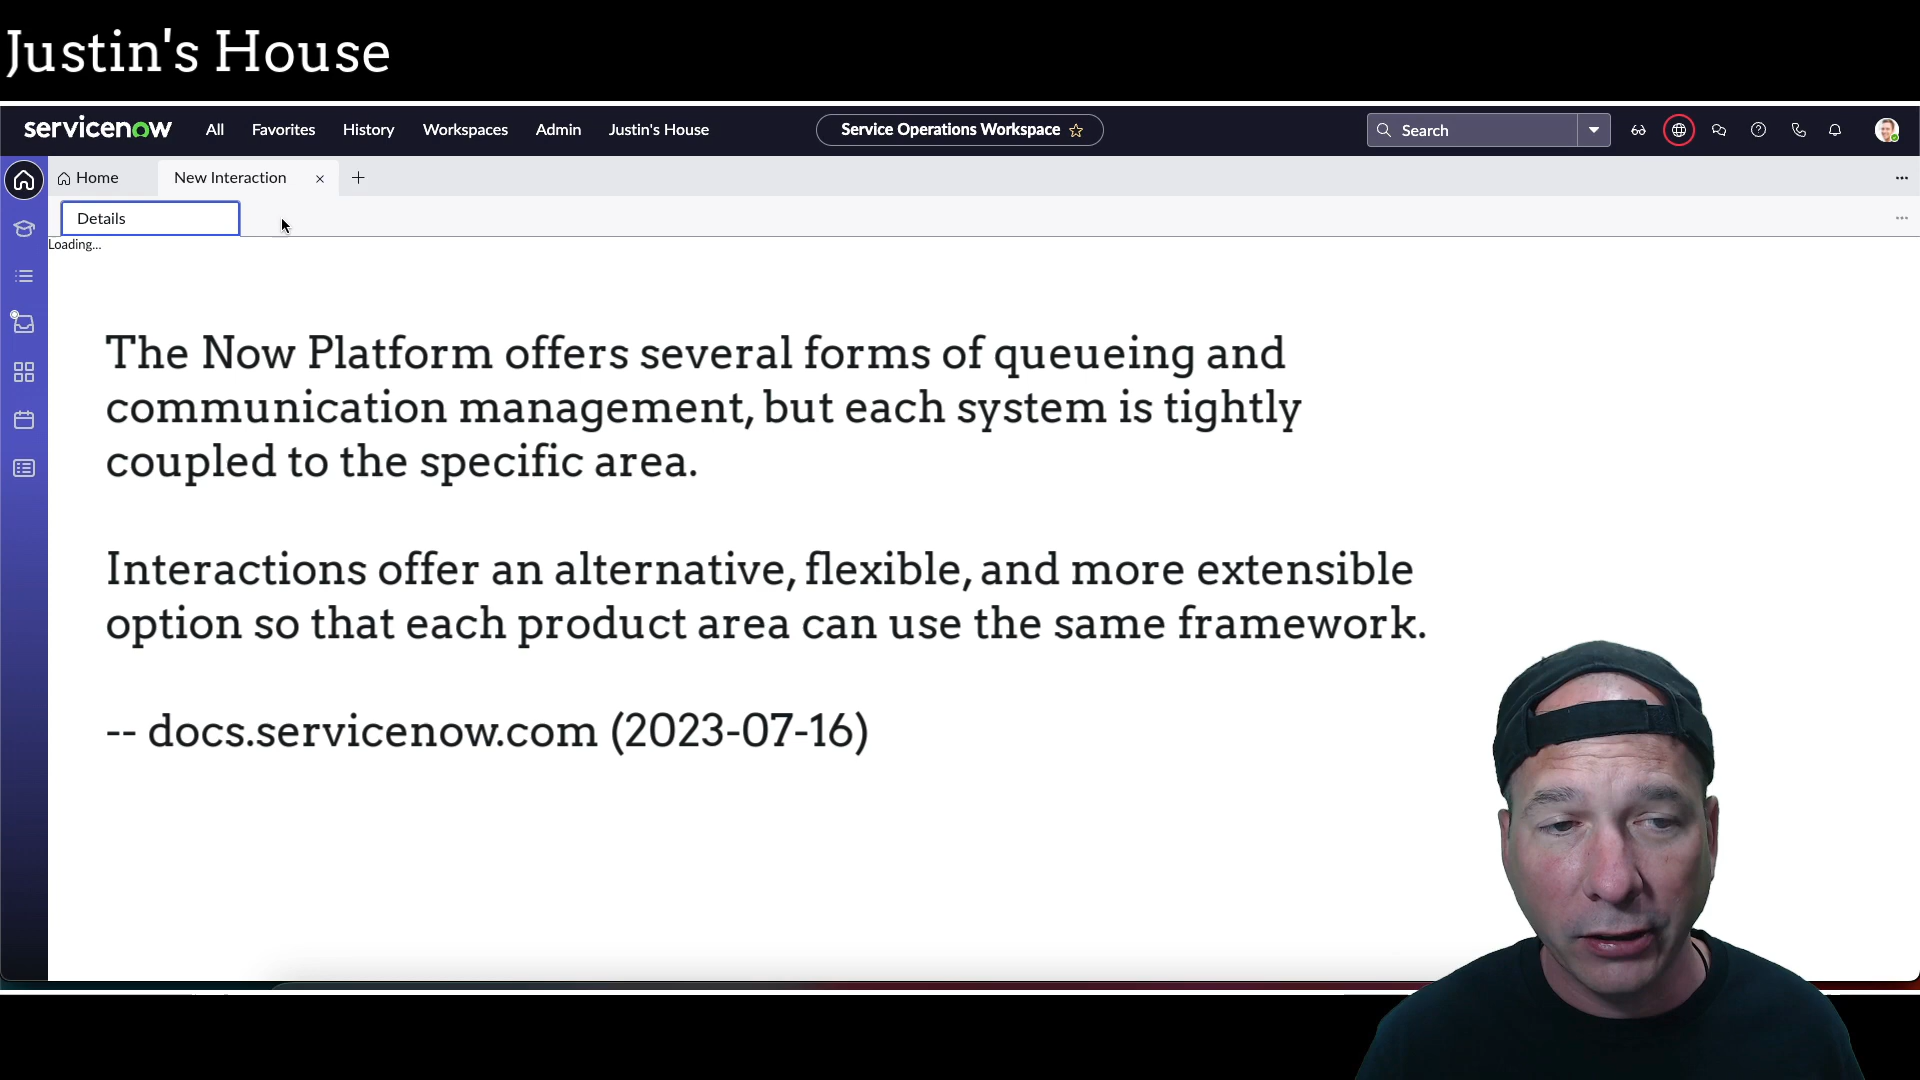 Justin's House
servicenow All Favorites History Workspaces Admin Justin's House Service Operations Workspace Search
Home New Interaction
Details
Loading...
The Now Platform offers several forms of queueing and
communication management, but each system is tightly
coupled to the specific area.
Interactions offer an alternative, flexible, and more extensible
option so that each product area can use the same framework.
-- docs.servicenow.com (2023-07-16)